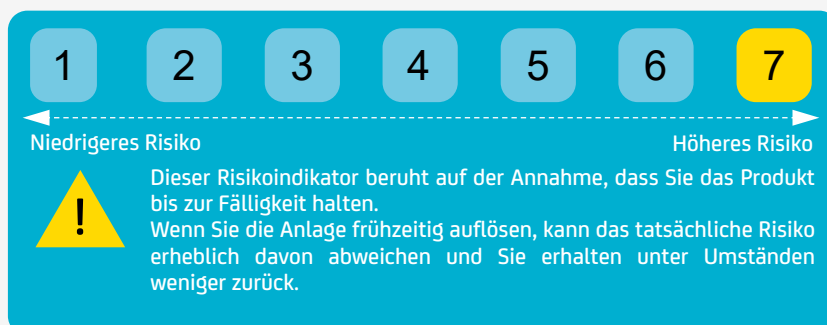 1 2 3 4 5 6 7
Niedrigeres Risiko Höheres Risiko
!
Dieser Risikoindikator beruht auf der Annahme, dass Sie das Produkt
bis zur Fälligkeit halten.
Wenn Sie die Anlage frühzeitig auflösen, kann das tatsächliche Risiko
erheblich davon abweichen und Sie erhalten unter Umständen
weniger zurück.